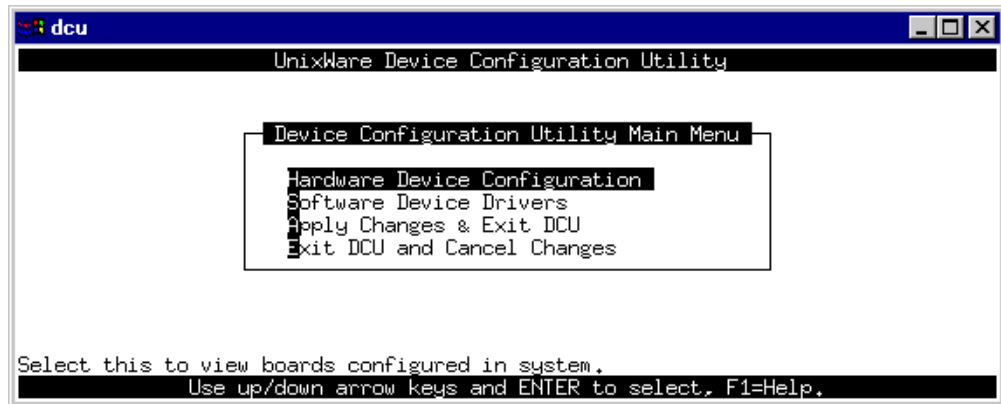 dcu
UnixWare Device Configuration Utility
Device Configuration Utility Main Menu
Hardware Device Configuration
Software Device Drivers
Apply Changes & Exit DCU
Exit DCU and Cancel Changes
Select this to view boards configured in system.
Use up/down arrow keys and ENTER to select, F1=Help.